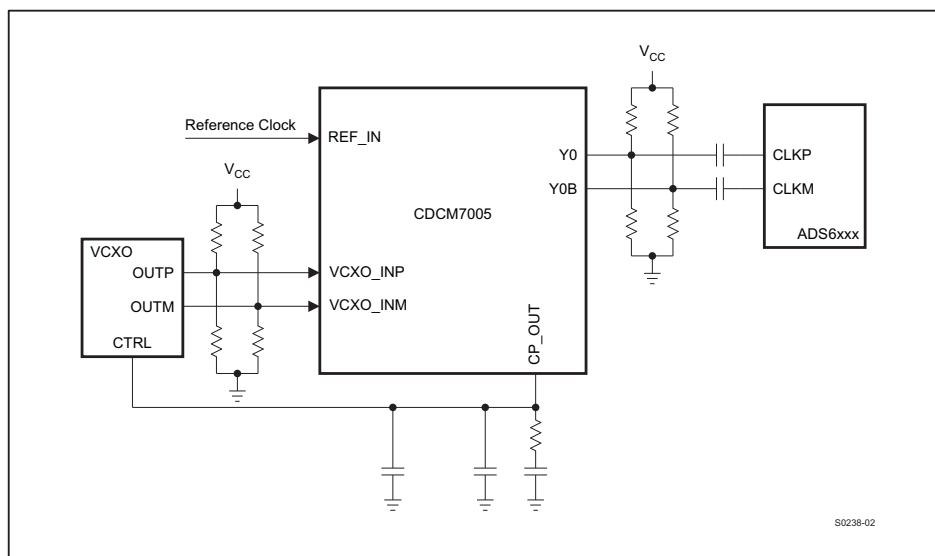 V_CC
Reference Clock
REF_IN
Y0
CLKP
V_CC
Y0B
CLKM
CDCM7005
ADS6xxx
VCXO
OUTP
VCXO_INP
OUTM
VCXO_INM
CTRL
CP_OUT
S0238-02